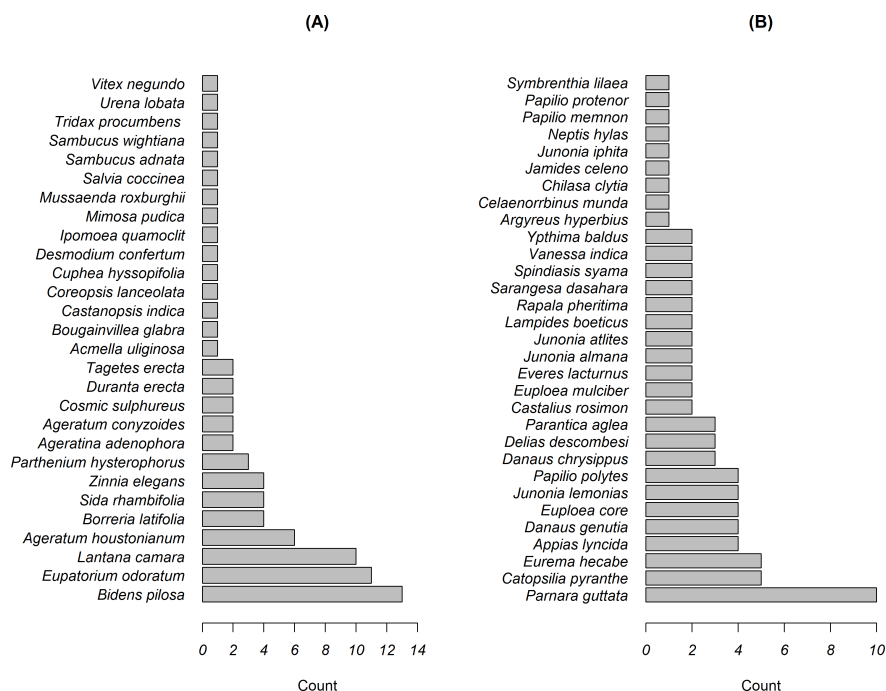 (A)
Vitex negundo
Urena lobata
Tridax procumbens
Sambucus wightiana
Sambucus adnata
Salvia coccinea
Mussaenda roxburghii
Mimosa pudica
Ipomoea quamoclit
Desmodium confertum
Cuphea hyssopifolia
Coreopsis lanceolata
Castanopsis indica
Bougainvillea glabra
Acmella uliginosa
Tagetes erecta
Duranta erecta
Cosmic sulphureus
Ageratum conyzoides
Ageratina adenophora
Parthenium hysterophorus
Zinnia elegans
Sida rhambifolia
Borreria latifolia
Ageratum houstonianum
Lantana camara
Eupatorium odoratum
Bidens pilosa
0 2 4 6 8 10 12 14
Count
(B)
Symbrenthia lilaea
Papilio protenor
Papilio memnon
Neptis hylas
Junonia iphita
Jamides celeno
Chilasa clytia
Celaenorrbinus munda
Argyreus hyperbius
Ypthima baldus
Vanessa indica
Spindiasis syama
Sarangesa dasahara
Rapala pheritima
Lampides boeticus
Junonia atlites
Junonia almana
Everes lacturnus
Euploea mulciber
Castalius rosimon
Parantica aglea
Delias descombesi
Danaus chrysippus
Papilio polytes
Junonia lemonias
Euploea core
Danaus genutia
Appias lyncida
Eurema hecabe
Catopsilia pyranthe
Parnara guttata
0 2 4 6 8 10
Count